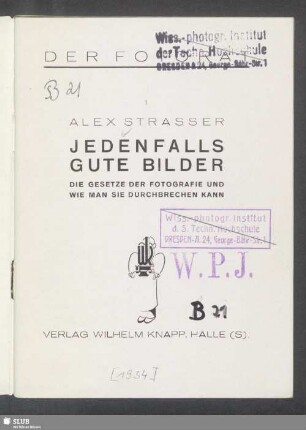 Wiss.-photogr. Institut
der Techn. Hochschule
DRESDEN-A 24, George-Bähr-Str. 1
DER FO
B 21
ALEX STRASSER
JEDENFALLS
GUTE BILDER
DIE GESETZE DER FOTOGRAFIE UND
WIE MAN SIE DURCHBRECHEN KANN
Wiss.-photogr. Institut
d. S. Techn. Hochschule
DRESDEN-A. 24, George-Bähr-Str. 1
W.P.J.
B 21
VERLAG WILHELM KNAPP, HALLE (S).
[1934]
SLUB